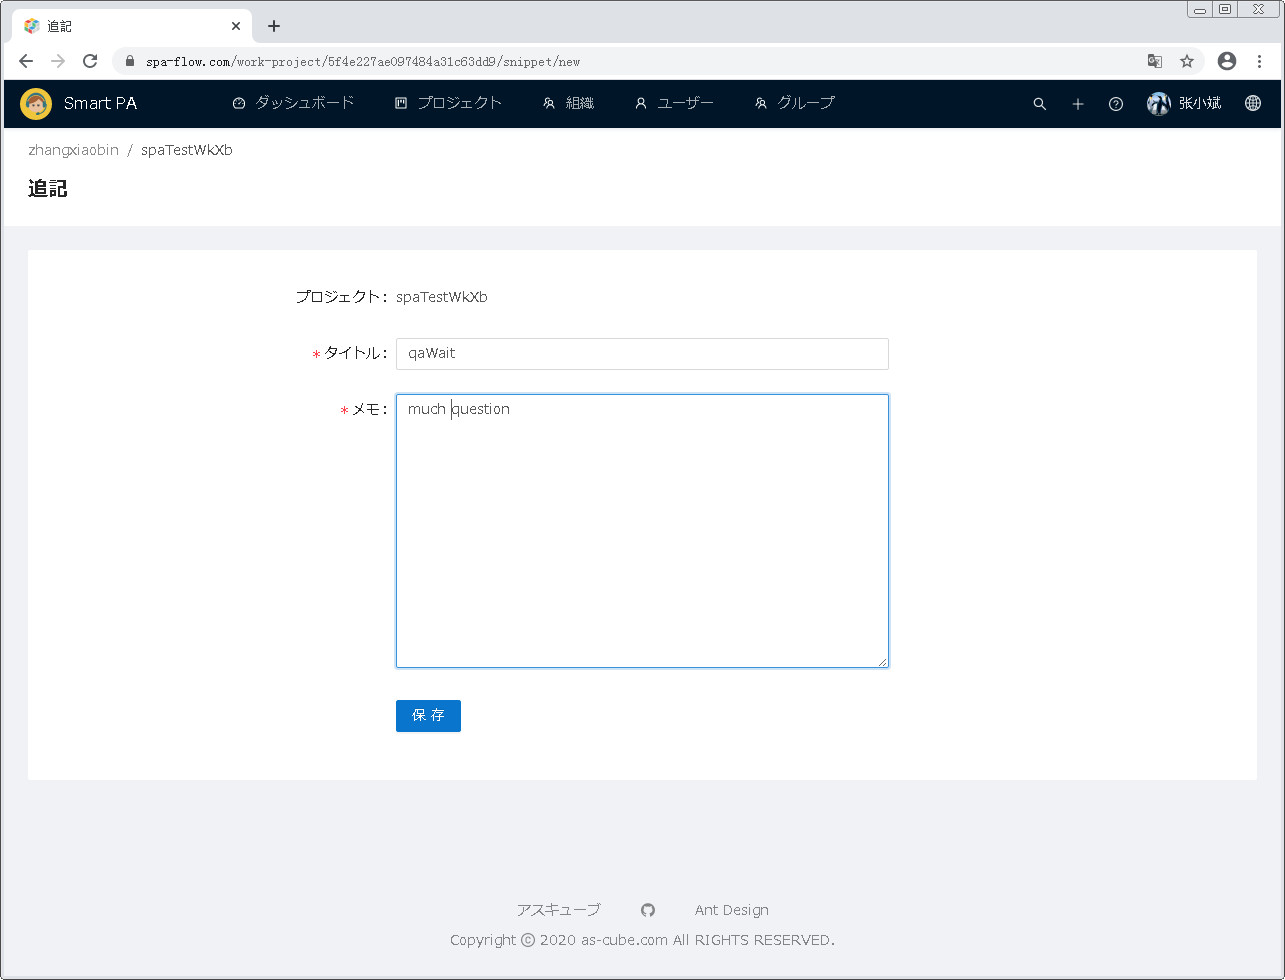 追記
spa-flow.com/work-project/5f4e227ae097484a31c63dd9/snippet/new
Smart PA ダッシュボード プロジェクト 組織 ユーザー グループ 张小斌
zhangxiaobin / spaTestWkXb
追記
プロジェクト: spaTestWkXb
* タイトル: qaWait
* メモ: much question
保 存
アスキューブ Ant Design
Copyright © 2020 as-cube.com All RIGHTS RESERVED.